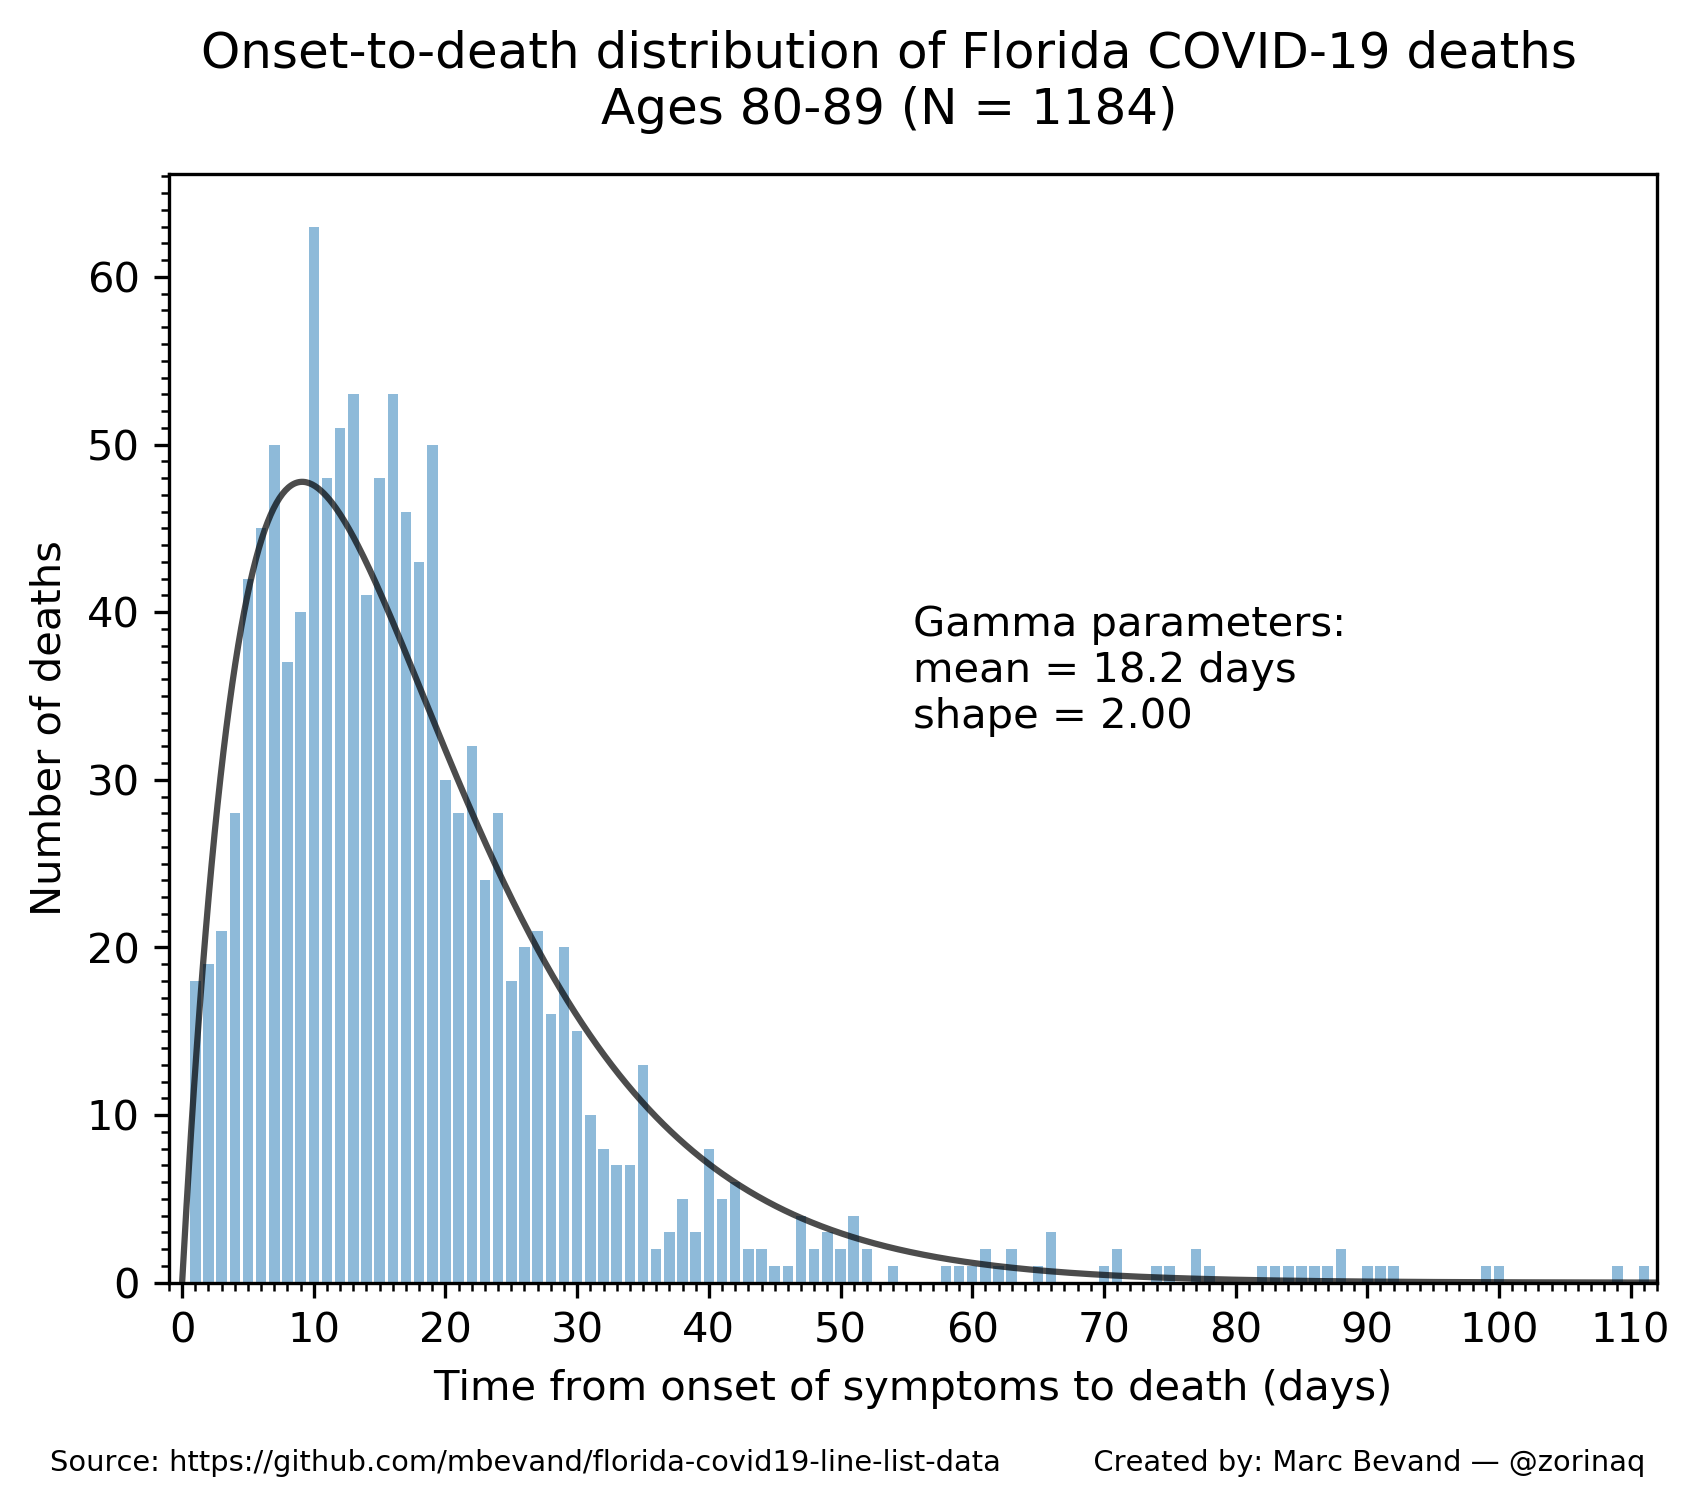 Onset-to-death distribution of Florida COVID-19 deaths
Ages 80-89 (N = 1184)
60
50
40
30
20
10
0
Number of deaths
Gamma parameters:
mean = 18.2 days
shape = 2.00
0 10 20 30 40 50 60 70 80 90 100 110
Time from onset of symptoms to death (days)
Source: https://github.com/mbevand/florida-covid19-line-list-data Created by: Marc Bevand — @zorinaq